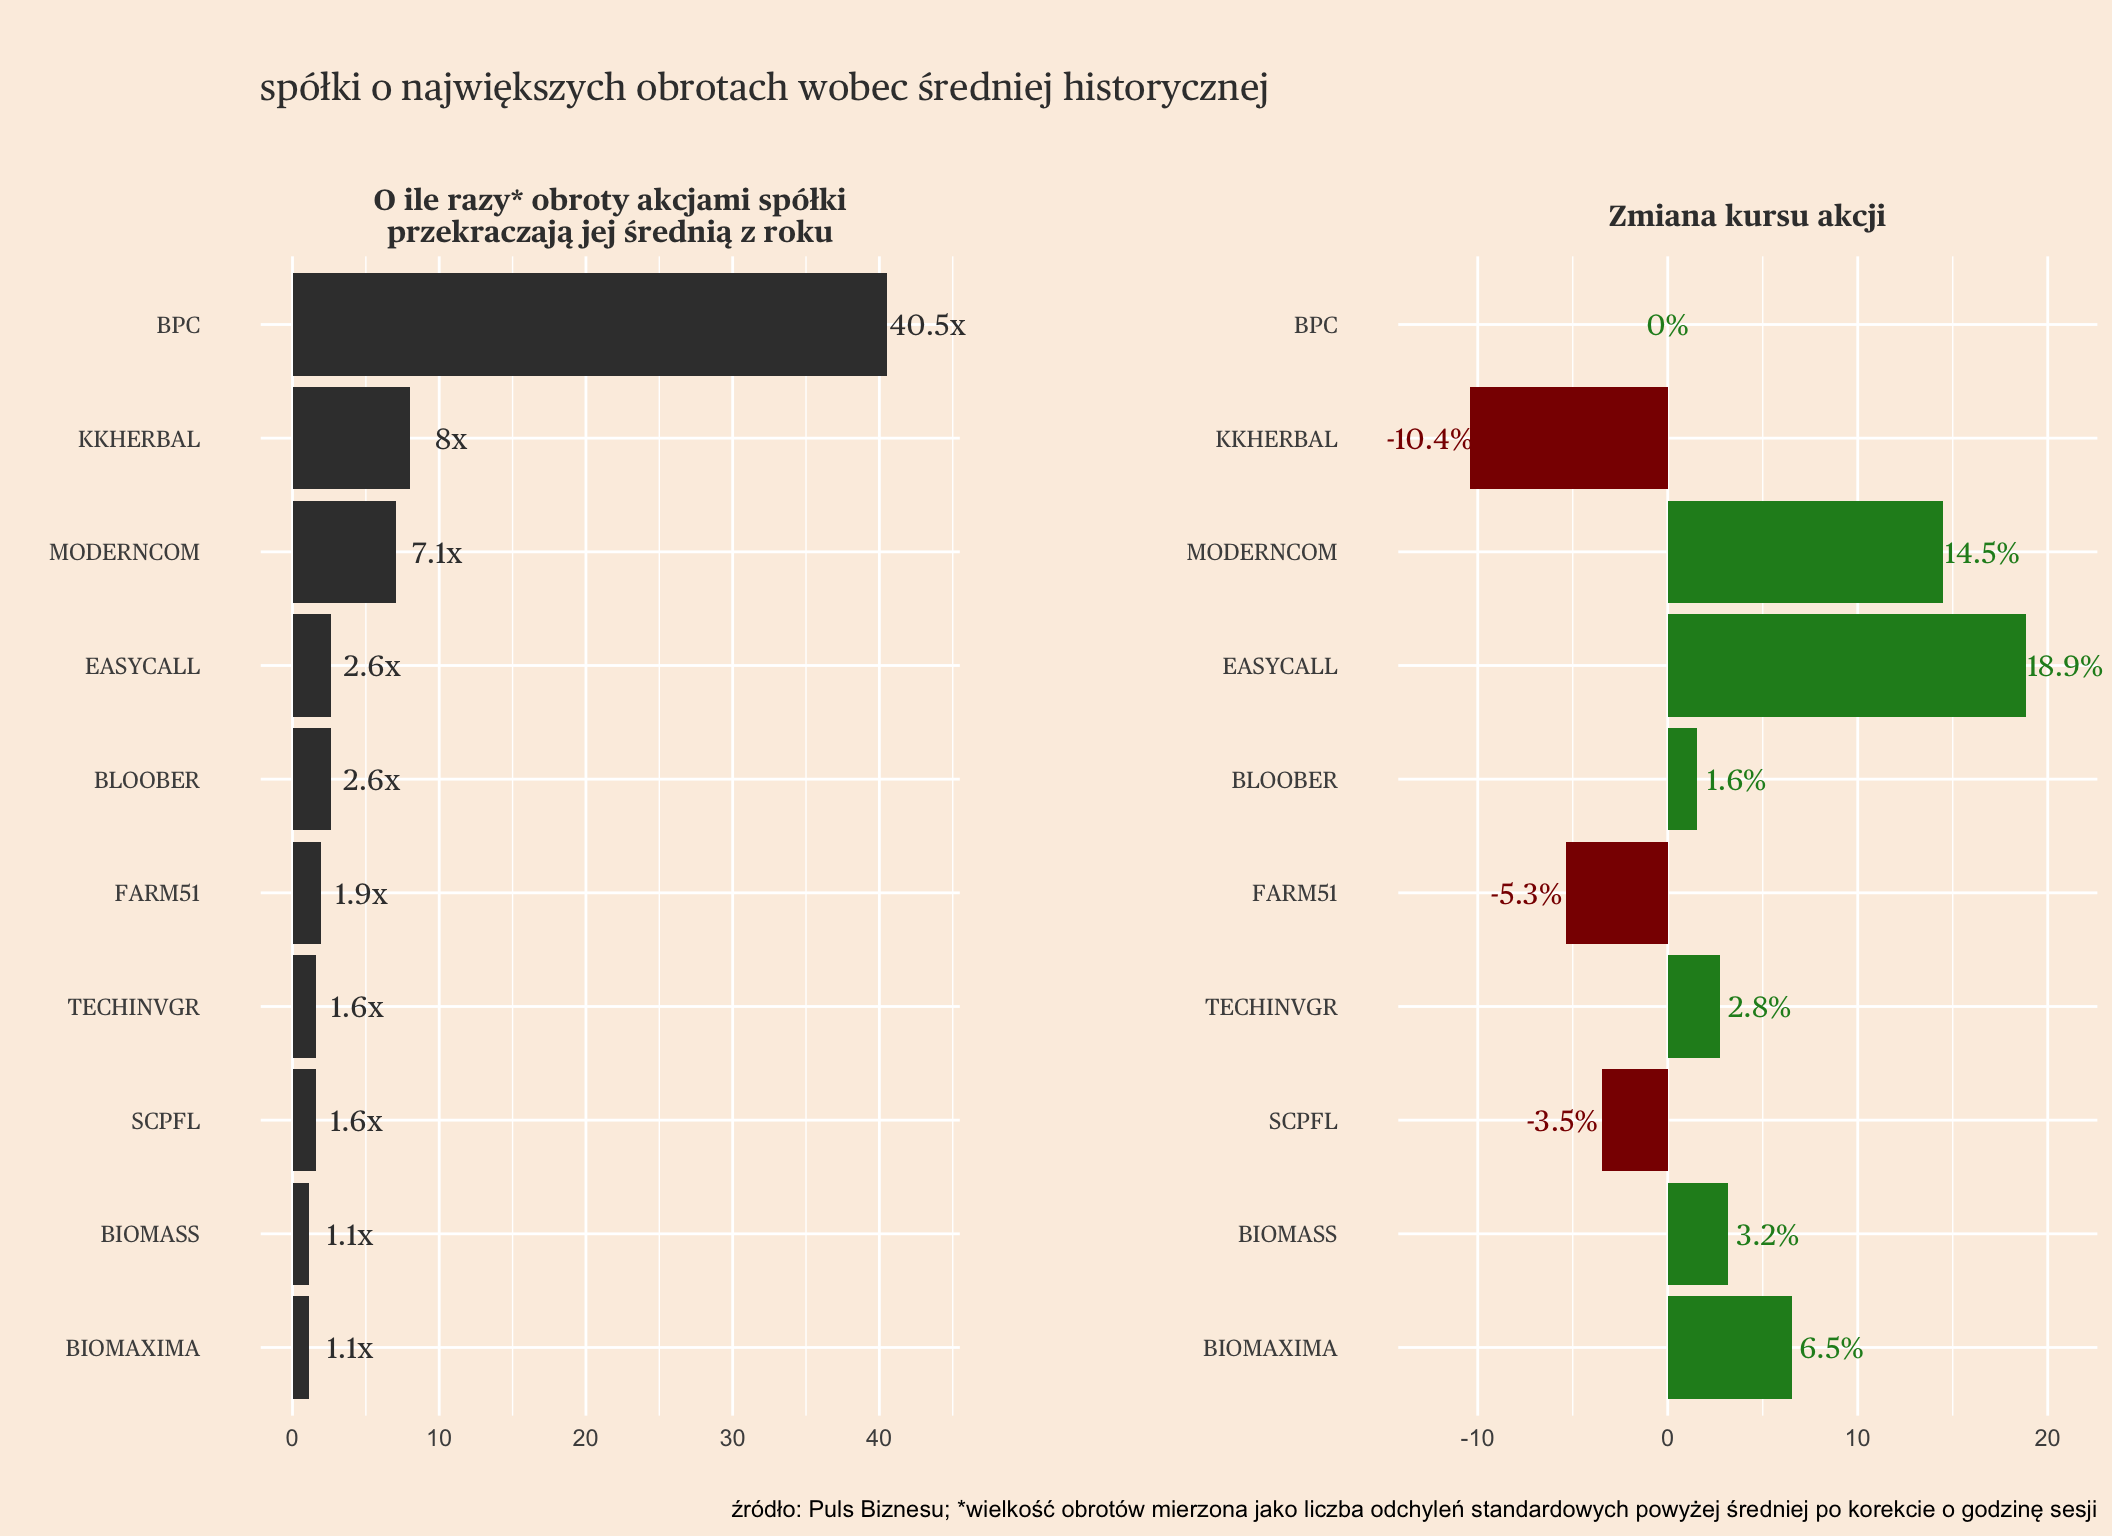 spółki o największych obrotach wobec średniej historycznej
O ile razy* obroty akcjami spółki
przekraczają jej średnią z roku
BPC
40.5x
KKHERBAL
8x
MODERNCOM
7.1x
EASYCALL
2.6x
BLOOBER
2.6x
FARM51
1.9x
TECHINVGR
1.6x
SCPFL
1.6x
BIOMASS
1.1x
BIOMAXIMA
1.1x
0 10 20 30 40
Zmiana kursu akcji
BPC
0%
KKHERBAL
-10.4%
MODERNCOM
14.5%
EASYCALL
18.9%
BLOOBER
1.6%
FARM51
-5.3%
TECHINVGR
2.8%
SCPFL
-3.5%
BIOMASS
3.2%
BIOMAXIMA
6.5%
-10 0 10 20
źródło: Puls Biznesu; *wielkość obrotów mierzona jako liczba odchyleń standardowych powyżej średniej po korekcie o godzinę sesji